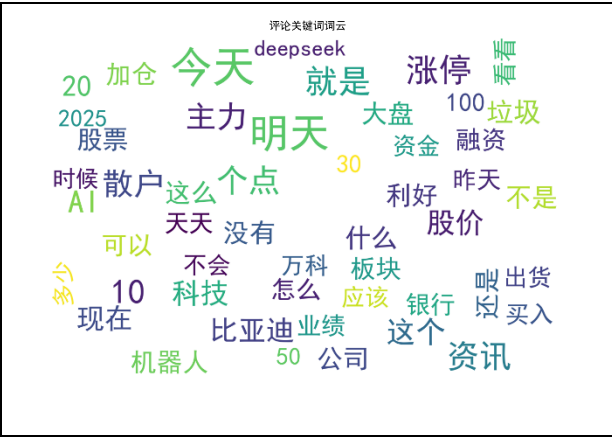 评论关键词词云
deepseek
今天
涨停
看看
加仓
就是
20
100
垃圾
主力
大盘
2025
明天
股票
资金
融资
30
时候
散户
这么
个点
昨天
利好
不是
AI
天天
没有
股价
什么
可以
不会
万科
板块
多少
10
科技
怎么
应该
银行
还是
出货
买入
现在
比亚迪
业绩
这个
机器人
50
公司
资讯